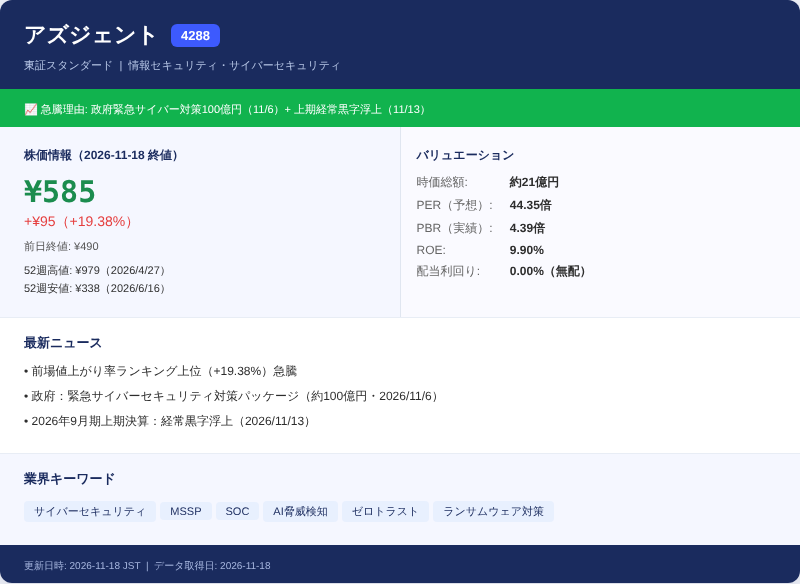 アズジェント 4288
東証スタンダード | 情報セキュリティ・サイバーセキュリティ
📈 急騰理由: 政府緊急サイバー対策100億円（11/6）+ 上期経常黒字浮上（11/13）
株価情報（2026-11-18 終値）
¥585
+¥95（+19.38%）
前日終値: ¥490
52週高値: ¥979（2026/4/27）
52週安値: ¥338（2026/6/16）
バリュエーション
時価総額: 約21億円
PER（予想）: 44.35倍
PBR（実績）: 4.39倍
ROE: 9.90%
配当利回り: 0.00%（無配）
最新ニュース
• 前場値上がり率ランキング上位（+19.38%）急騰
• 政府：緊急サイバーセキュリティ対策パッケージ（約100億円・2026/11/6）
• 2026年9月期上期決算：経常黒字浮上（2026/11/13）
業界キーワード
サイバーセキュリティ MSSP SOC AI脅威検知 ゼロトラスト ランサムウェア対策
更新日時: 2026-11-18 JST | データ取得日: 2026-11-18